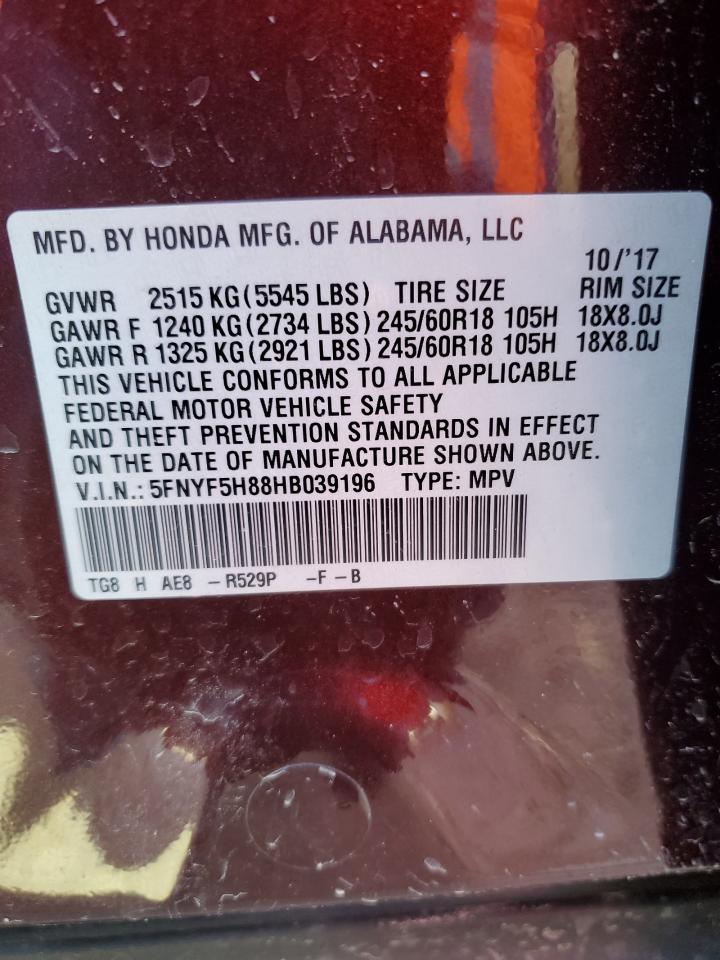 MFD. BY HONDA MFG. OF ALABAMA, LLC
10/'17
GVWR 2515 KG (5545 LBS) TIRE SIZE RIM SIZE
GAWR F 1240 KG (2734 LBS) 245/60R18 105H 18X8.0J
GAWR R 1325 KG (2921 LBS) 245/60R18 105H 18X8.0J
THIS VEHICLE CONFORMS TO ALL APPLICABLE
FEDERAL MOTOR VEHICLE SAFETY
AND THEFT PREVENTION STANDARDS IN EFFECT
ON THE DATE OF MANUFACTURE SHOWN ABOVE.
V.I.N.: 5FNYF5H88HB039196 TYPE: MPV
TG8 H AE8 - R529P -F - B